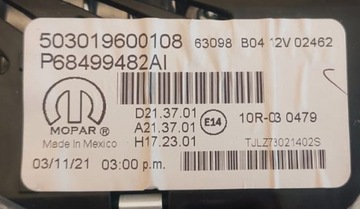 503019600108 63098 B04 12V 02462
P68499482AI
MOPAR
Made in Mexico
D21.37.01
A21.37.01
H17.23.01
E14
10R-03 0479
TJLZ73021402S
03/11/21 03:00 p.m.